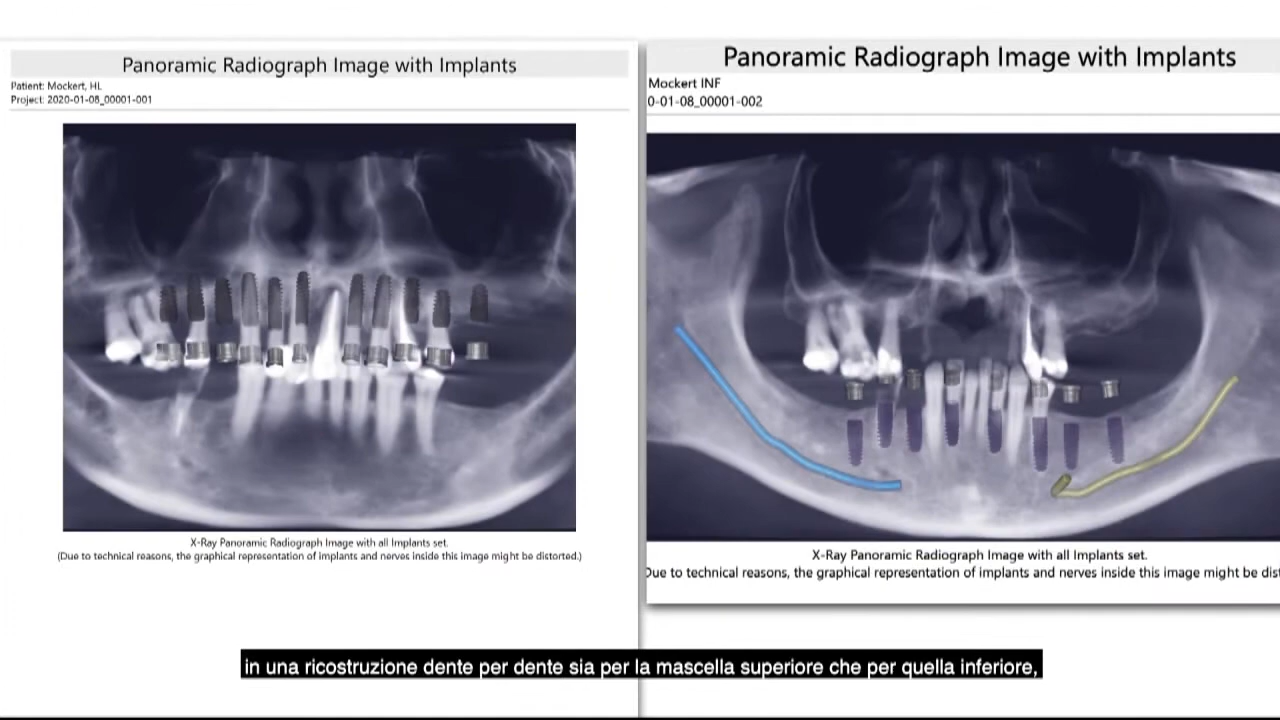 Panoramic Radiograph Image with Implants
Patient: Mockert, HL
Project: 2020-01-08_00001-001
X-Ray Panoramic Radiograph Image with all Implants set.
(Due to technical reasons, the graphical representation of implants and nerves inside this image might be distorted.)
Panoramic Radiograph Image with Implants
Mockert INF
0-01-08_00001-002
X-Ray Panoramic Radiograph Image with all Implants set.
Due to technical reasons, the graphical representation of implants and nerves inside this image might be dist
in una ricostruzione dente per dente sia per la mascella superiore che per quella inferiore,